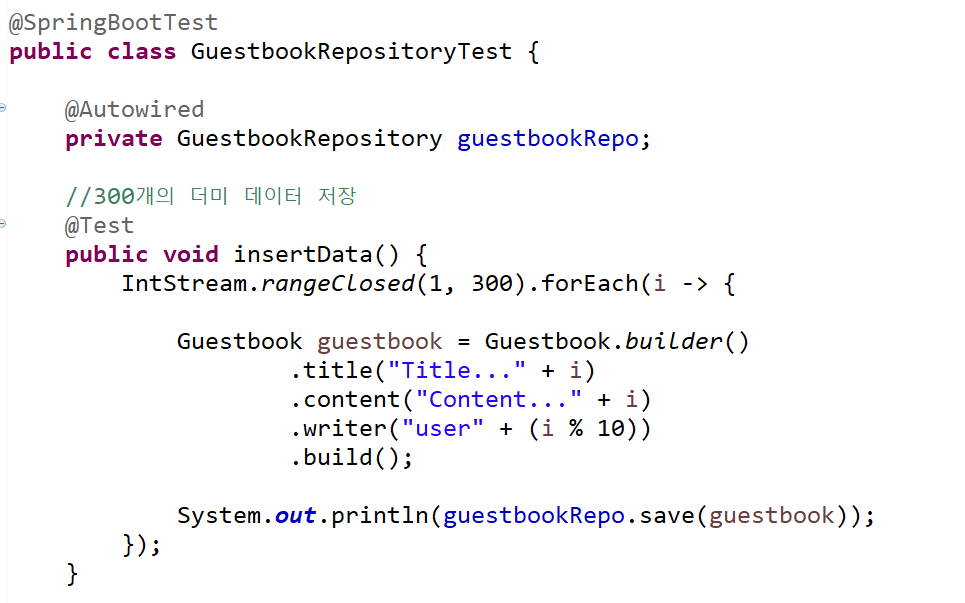 @SpringBootTest
public class GuestbookRepositoryTest {
@Autowired
private GuestbookRepository guestbookRepo;
//300개의 더미 데이터 저장
@Test
public void insertData() {
IntStream.rangeClosed(1, 300).forEach(i -> {
Guestbook guestbook = Guestbook.builder()
.title("Title..." + i)
.content("Content..." + i)
.writer("user" + (i % 10))
.build();
System.out.println(guestbookRepo.save(guestbook));
});
}